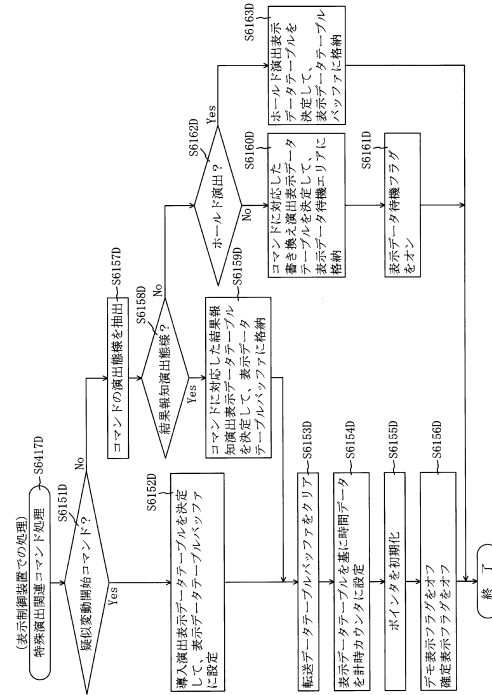 (表示制御装置での処理)
特殊演出関連コマンド処理
S6417D
疑似変動開始コマンド?
S6151D
Yes
No
導入演出表示データテーブルを決定
して、表示データテーブルバッファ
に設定
S6152D
コマンドの演出態様を抽出
S6157D
結果報知演出態様?
S6158D
Yes
No
コマンドに対応した結果報
知演出表示データテーブル
を決定して、表示データ
テーブルバッファに格納
S6159D
ホールド演出?
S6162D
Yes
No
コマンドに対応した
書き換え演出表示データ
テーブルを決定して、
表示データ待機エリアに
格納
S6160D
表示データ待機フラグ
をオン
S6161D
ホールド演出表示
データテーブルを
決定して、
表示データテーブル
バッファに格納
S6163D
転送データテーブルバッファをクリア
S6153D
表示データテーブルを基に時間データ
を計時カウンタに設定
S6154D
ポインタを初期化
S6155D
デモ表示フラグをオフ
確定表示フラグをオフ
S6156D
終 了